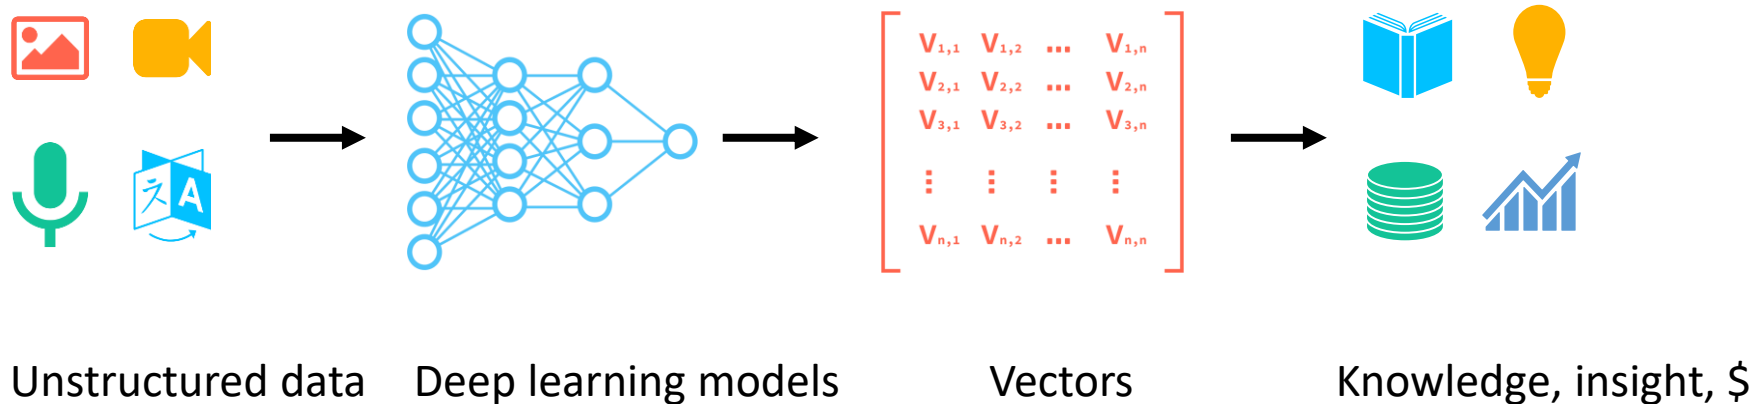 V1,1 V1,2 ... V1,n
V2,1 V2,2 ... V2,n
V3,1 V3,2 ... V3,n
⋮ ⋮ ⋮ ⋮
Vn,1 Vn,2 ... Vn,n
A
Unstructured data Deep learning models Vectors Knowledge, insight, $